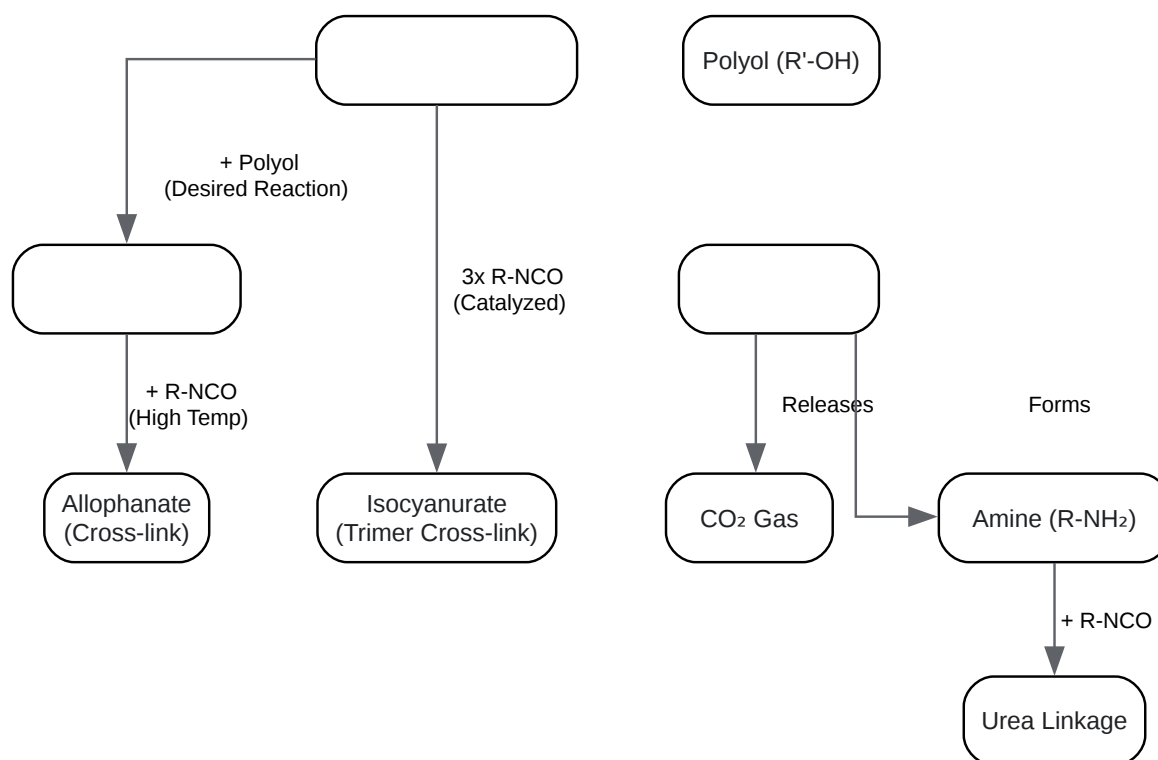 Polyol (R'-OH)
+ Polyol
(Desired Reaction)
3x R-NCO
(Catalyzed)
+ R-NCO
(High Temp)
Releases
Forms
Allophanate
(Cross-link)
Isocyanurate
(Trimer Cross-link)
CO₂ Gas
Amine (R-NH₂)
+ R-NCO
Urea Linkage